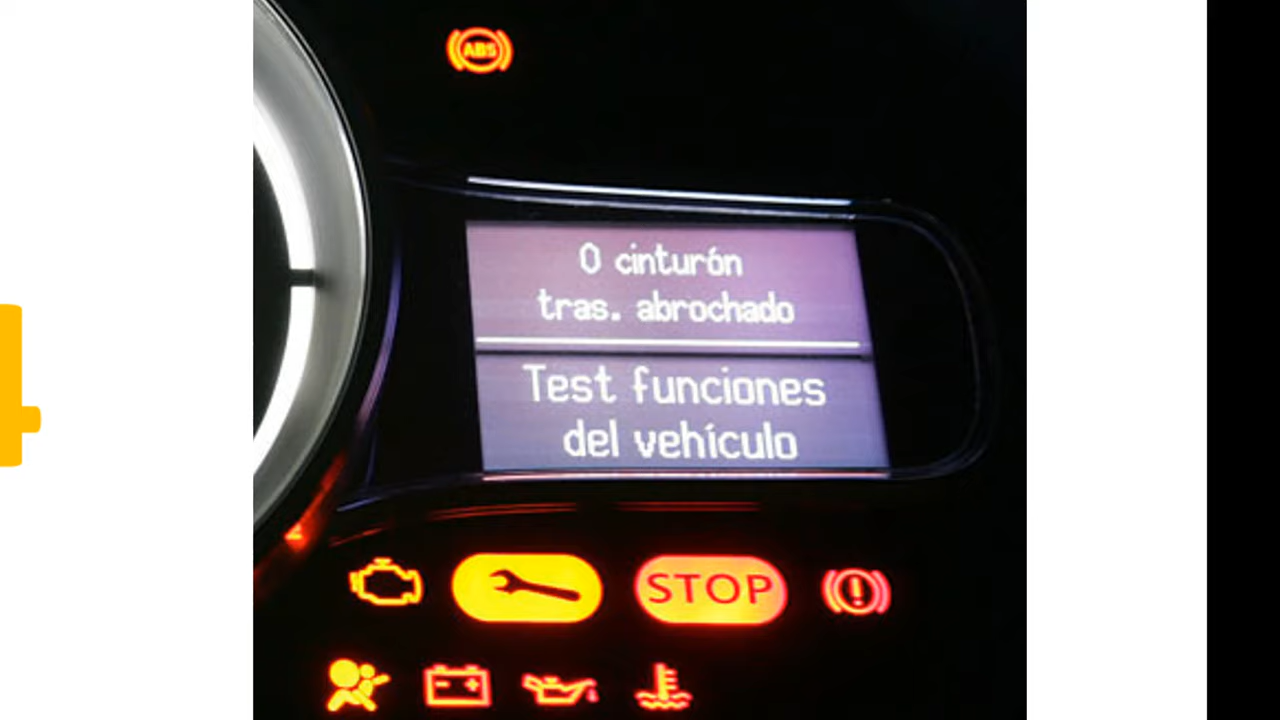 ABS
0 cinturón
tras. abrochado
Test funciones
del vehículo
STOP